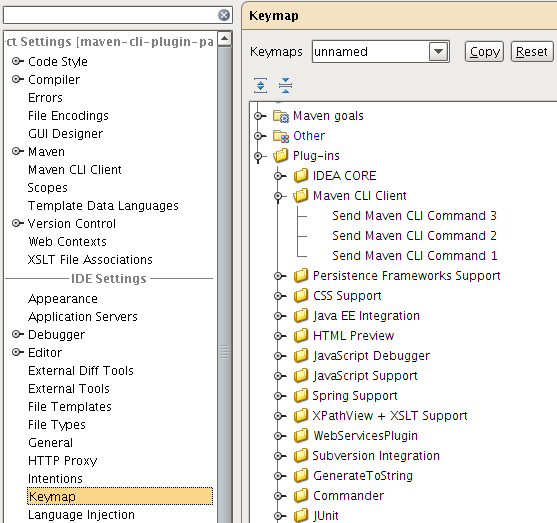 ct Settings [maven-cli-plugin-pa
Code Style
Compiler
Errors
File Encodings
GUI Designer
Maven
Maven CLI Client
Scopes
Template Data Languages
Version Control
Web Contexts
XSLT File Associations
IDE Settings
Appearance
Application Servers
Debugger
Editor
External Diff Tools
External Tools
File Templates
File Types
General
HTTP Proxy
Intentions
Keymap
Language Injection
Keymap
Keymaps unnamed Copy Reset
Maven goals
Other
Plug-ins
IDEA CORE
Maven CLI Client
Send Maven CLI Command 3
Send Maven CLI Command 2
Send Maven CLI Command 1
Persistence Frameworks Support
CSS Support
Java EE Integration
HTML Preview
JavaScript Debugger
JavaScript Support
Spring Support
XPathView + XSLT Support
WebServicesPlugin
Subversion Integration
GenerateToString
Commander
JUnit